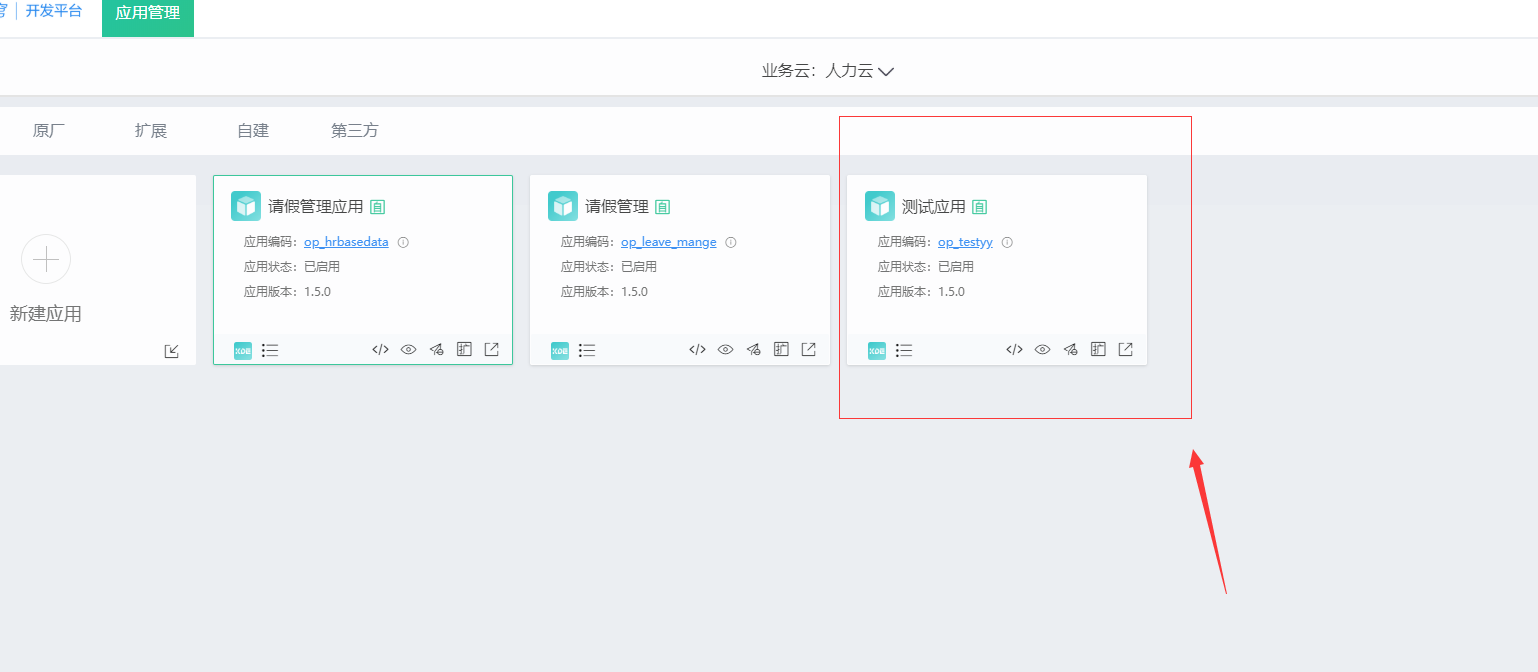 开发平台
应用管理
业务云：人力云
原厂
扩展
自建
第三方
新建应用
请假管理应用 自
应用编码：op_hrbasedata
应用状态：已启用
应用版本：1.5.0
请假管理 自
应用编码：op_leave_mange
应用状态：已启用
应用版本：1.5.0
测试应用 自
应用编码：op_testyy
应用状态：已启用
应用版本：1.5.0
扩
扩
扩